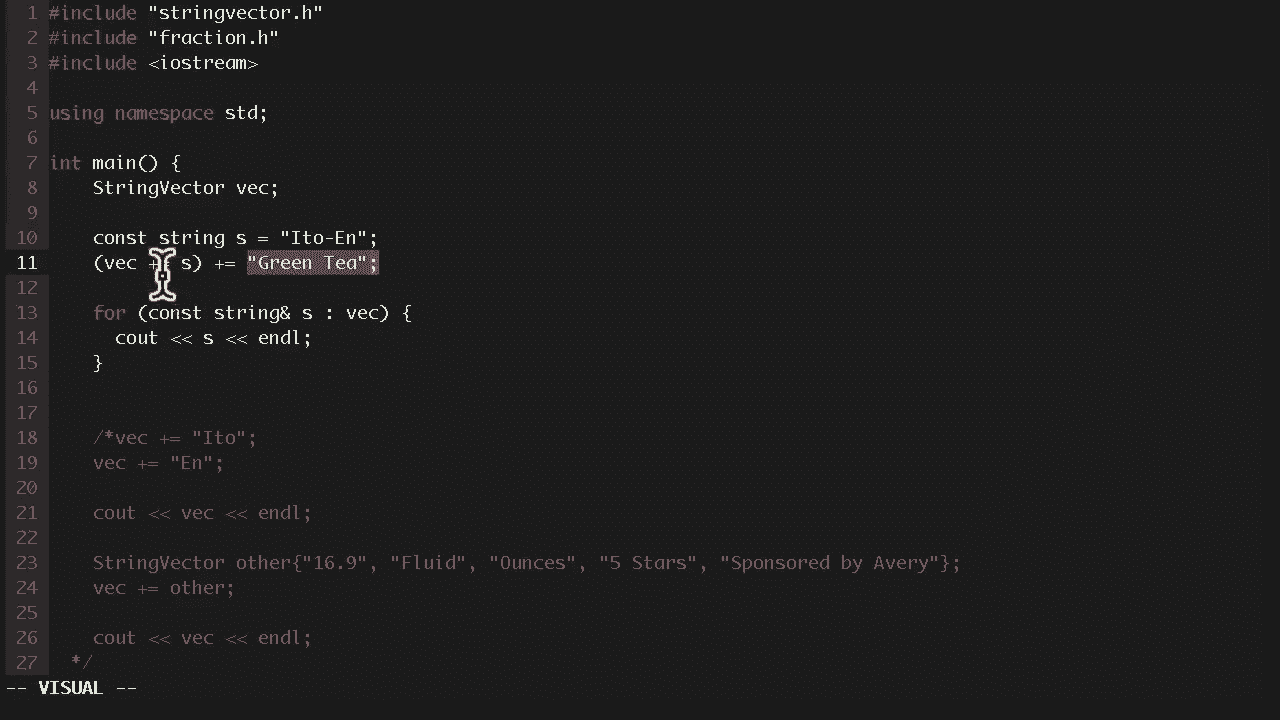 1 #include "stringvector.h"
2 #include "fraction.h"
3 #include <iostream>
4
5 using namespace std;
6
7 int main() {
8 StringVector vec;
9
10 const string s = "Ito-En";
11 (vec += s) += "Green Tea";
12
13 for (const string& s : vec) {
14 cout << s << endl;
15 }
16
17
18 /*vec += "Ito";
19 vec += "En";
20
21 cout << vec << endl;
22
23 StringVector other{"16.9", "Fluid", "Ounces", "5 Stars", "Sponsored by Avery"};
24 vec += other;
25
26 cout << vec << endl;
27 */
-- VISUAL --